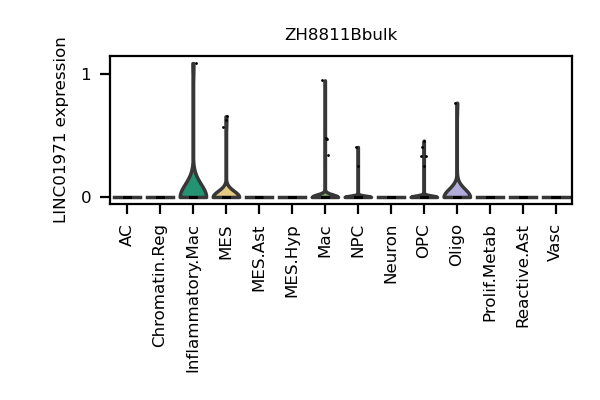 ZH8811Bbulk
LINC01971 expression
1
0
AC
Chromatin.Reg
Inflammatory.Mac
MES
MES.Ast
MES.Hyp
Mac
NPC
Neuron
OPC
Oligo
Prolif.Metab
Reactive.Ast
Vasc